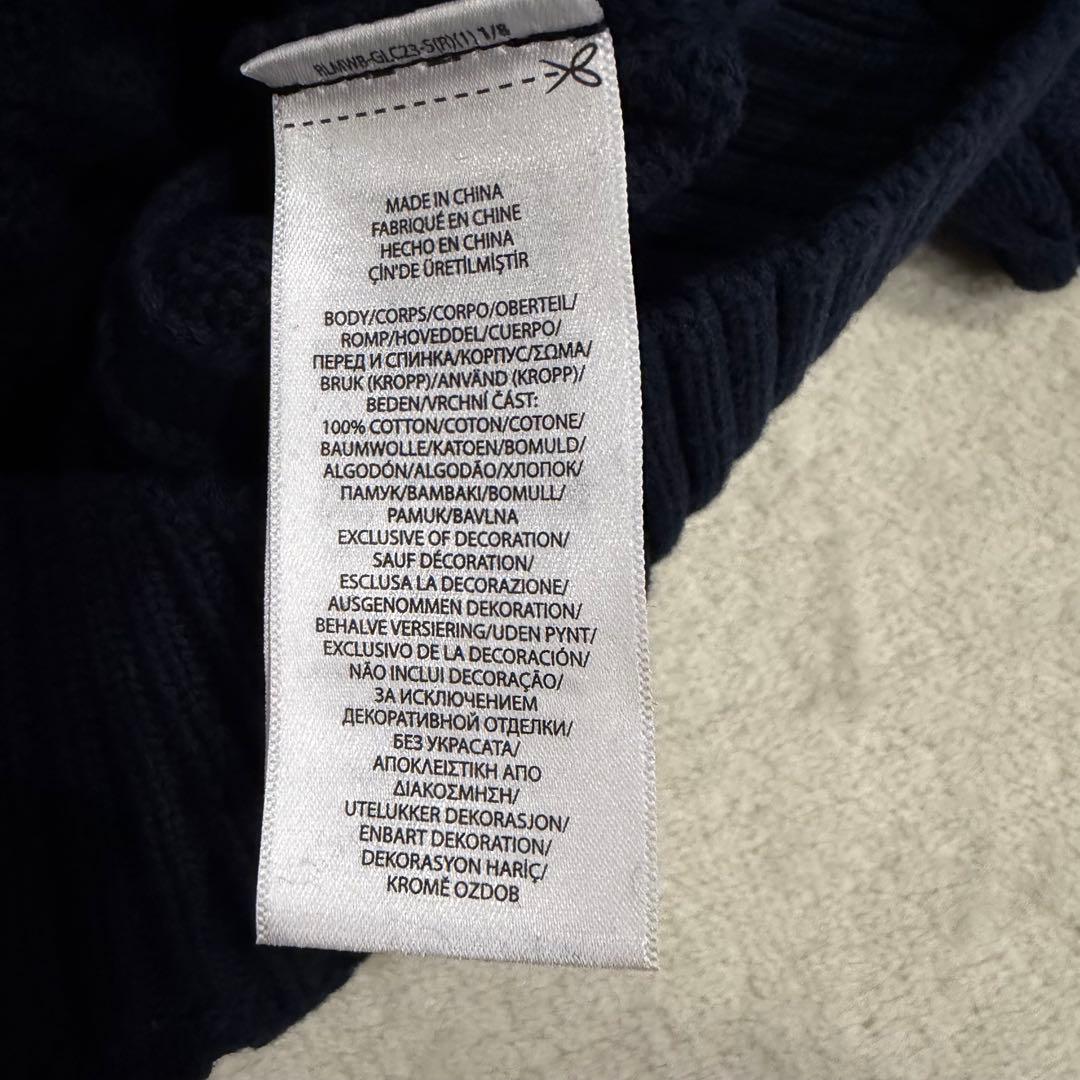 RLMWB-GLC23-S(R)(1) 1/8
MADE IN CHINA
FABRIQUÉ EN CHINE
HECHO EN CHINA
ÇİN'DE ÜRETİLMİŞTİR
BODY/CORPS/CORPO/OBERTEIL/
ROMP/HOVEDDEL/CUERPO/
ПЕРЕД И СПИНКА/КОРПУС/ΣΩΜΑ/
BRUK (KROPP)/ANVÄND (KROPP)/
BEDEN/VRCHNÍ ČÁST:
100% COTTON/COTON/COTONE/
BAUMWOLLE/KATOEN/BOMULD/
ALGODÓN/ALGODÃO/ХЛОПОК/
ПАМУК/ΒΑΜΒΑΚΙ/BOMULL/
PAMUK/BAVLNA
EXCLUSIVE OF DECORATION/
SAUF DÉCORATION/
ESCLUSA LA DECORAZIONE/
AUSGENOMMEN DEKORATION/
BEHALVE VERSIERING/UDEN PYNT/
EXCLUSIVO DE LA DECORACIÓN/
NÃO INCLUI DECORAÇÃO/
ЗА ИСКЛЮЧЕНИЕМ
ДЕКОРАТИВНОЙ ОТДЕЛКИ/
БЕЗ УКРАСАТА/
ΑΠΟΚΛΕΙΣΤΙΚΗ ΑΠΟ
ΔΙΑΚΟΣΜΗΣΗ/
UTELUKKER DEKORASJON/
ENBART DEKORATION/
DEKORASYON HARİÇ/
KROMĚ OZDOB